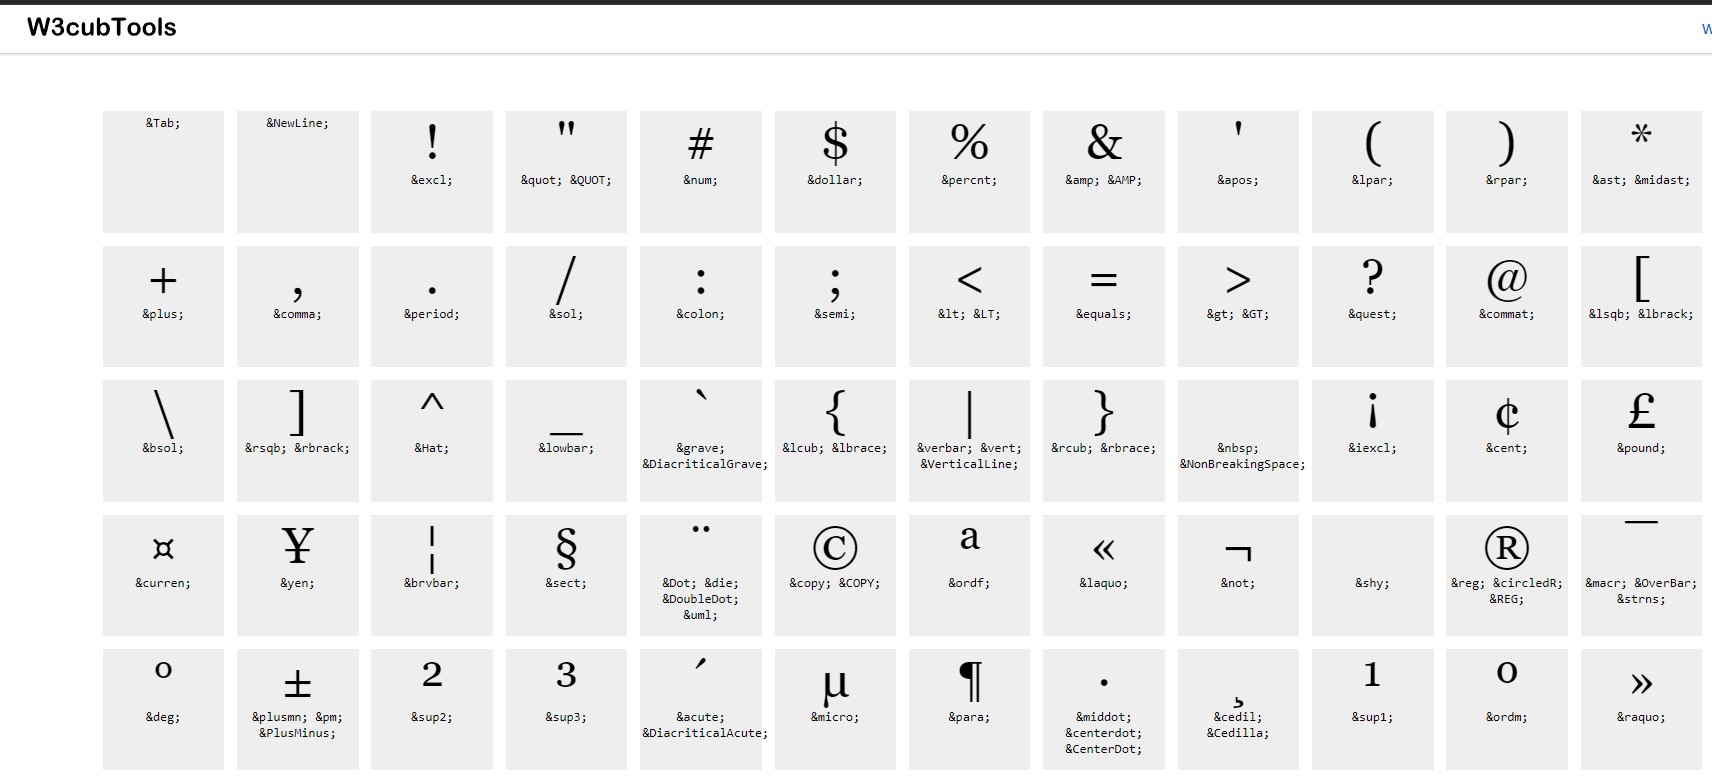 W3cubTools
W
&Tab; &NewLine; ! " # $ % & ' ( ) *
&excl; &quot; &QUOT; &num; &dollar; &percnt; &amp; &AMP; &apos; &lpar; &rpar; &ast; &midast;
+ , . / : ; < = > ? @ [
&plus; &comma; &period; &sol; &colon; &semi; &lt; &LT; &equals; &gt; &GT; &quest; &commat; &lsqb; &lbrack;
\ ] ^ _ ` { | } ¡ ¢ £
&bsol; &rsqb; &rbrack; &Hat; &lowbar; &grave; &lcub; &lbrace; &verbar; &vert; &rcub; &rbrace; &nbsp; &iexcl; &cent; &pound;
&DiacriticalGrave; &VerticalLine; &NonBreakingSpace;
¤ ¥ ¦ § ¨ © ª « ¬ ® ¯
&curren; &yen; &brvbar; &sect; &Dot; &die; &copy; &COPY; &ordf; &laquo; &not; &shy; &reg; &circledR; &macr; &OverBar;
&DoubleDot; &REG; &strns;
&uml;
° ± ² ³ ´ µ ¶ · ¸ ¹ º »
&deg; &plusmn; &pm; &sup2; &sup3; &acute; &micro; &para; &middot; &cedil; &sup1; &ordm; &raquo;
&PlusMinus; &DiacriticalAcute; &centerdot; &Cedilla;
&CenterDot;